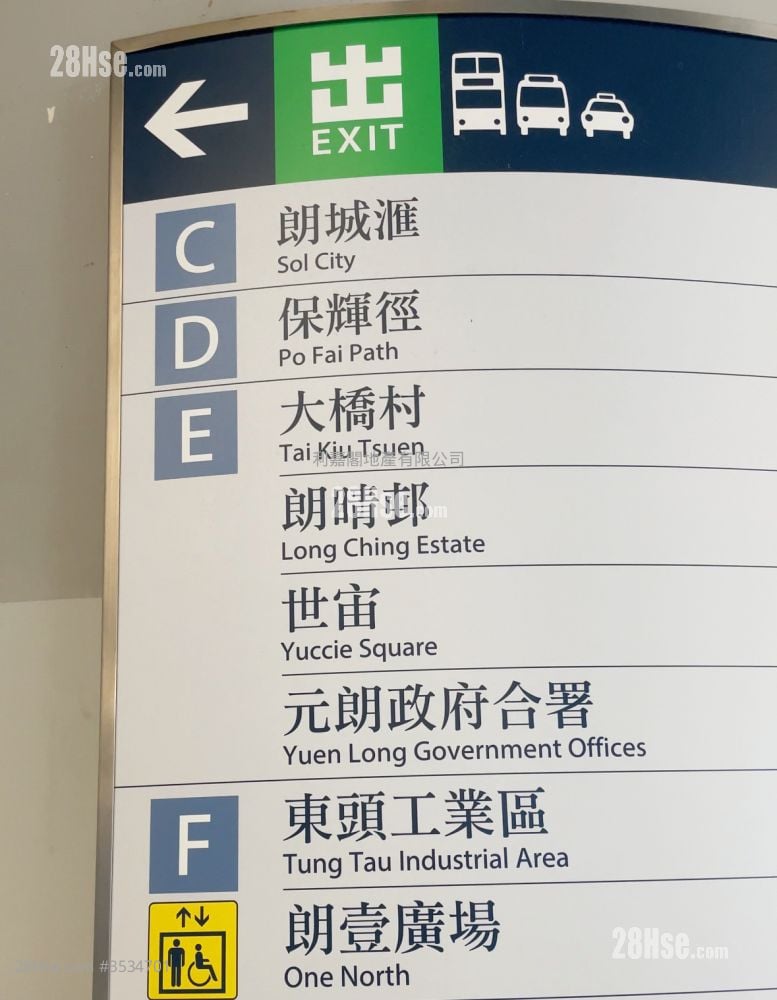 28Hse.com
出
EXIT
C
朗城滙
Sol City
D
保輝徑
Po Fai Path
E
大橋村
Tai Kiu Tsuen
利嘉閣地產有限公司
朗晴邨
28Hse.com
Long Ching Estate
世宙
Yuccie Square
元朗政府合署
Yuen Long Government Offices
F
東頭工業區
Tung Tau Industrial Area
朗壹廣場
One North
28Hse.com